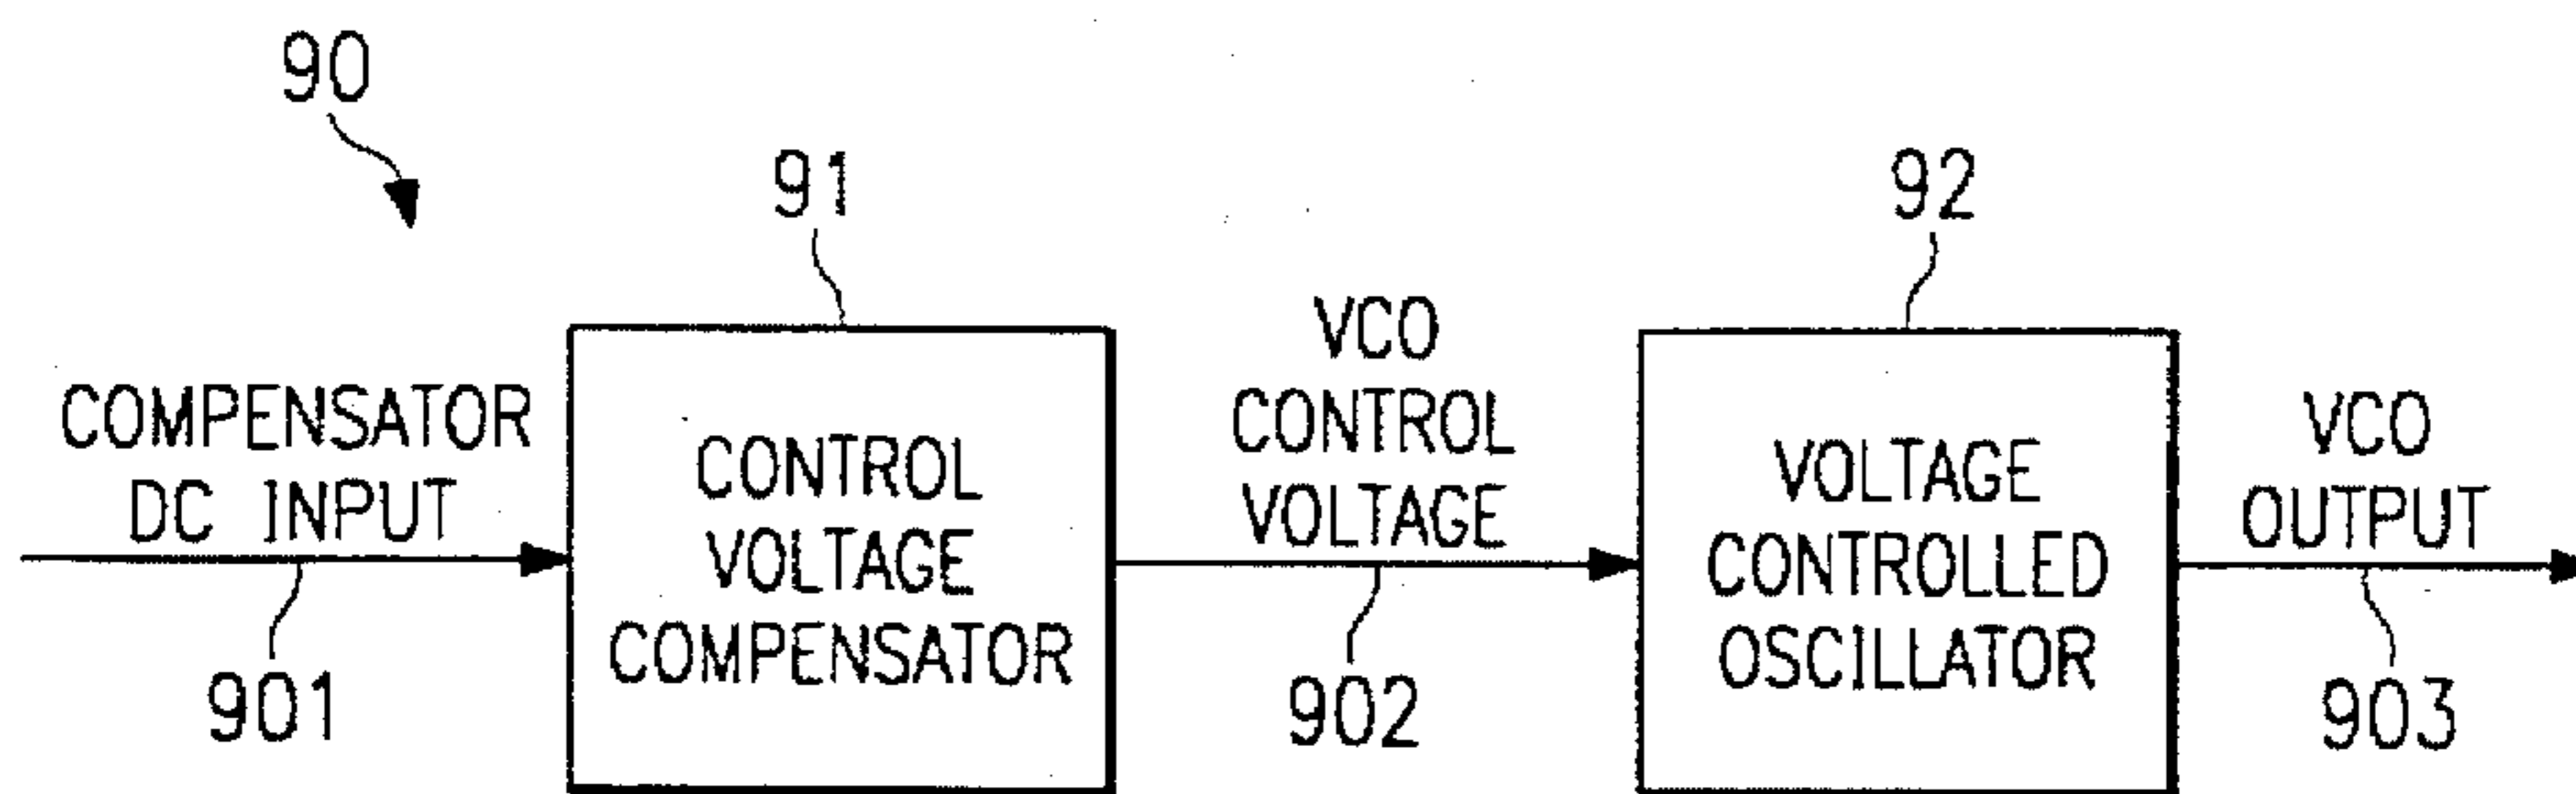 90
91
92
COMPENSATOR
DC INPUT
901
CONTROL
VOLTAGE
COMPENSATOR
VCO
CONTROL
VOLTAGE
902
VOLTAGE
CONTROLLED
OSCILLATOR
VCO
OUTPUT
903